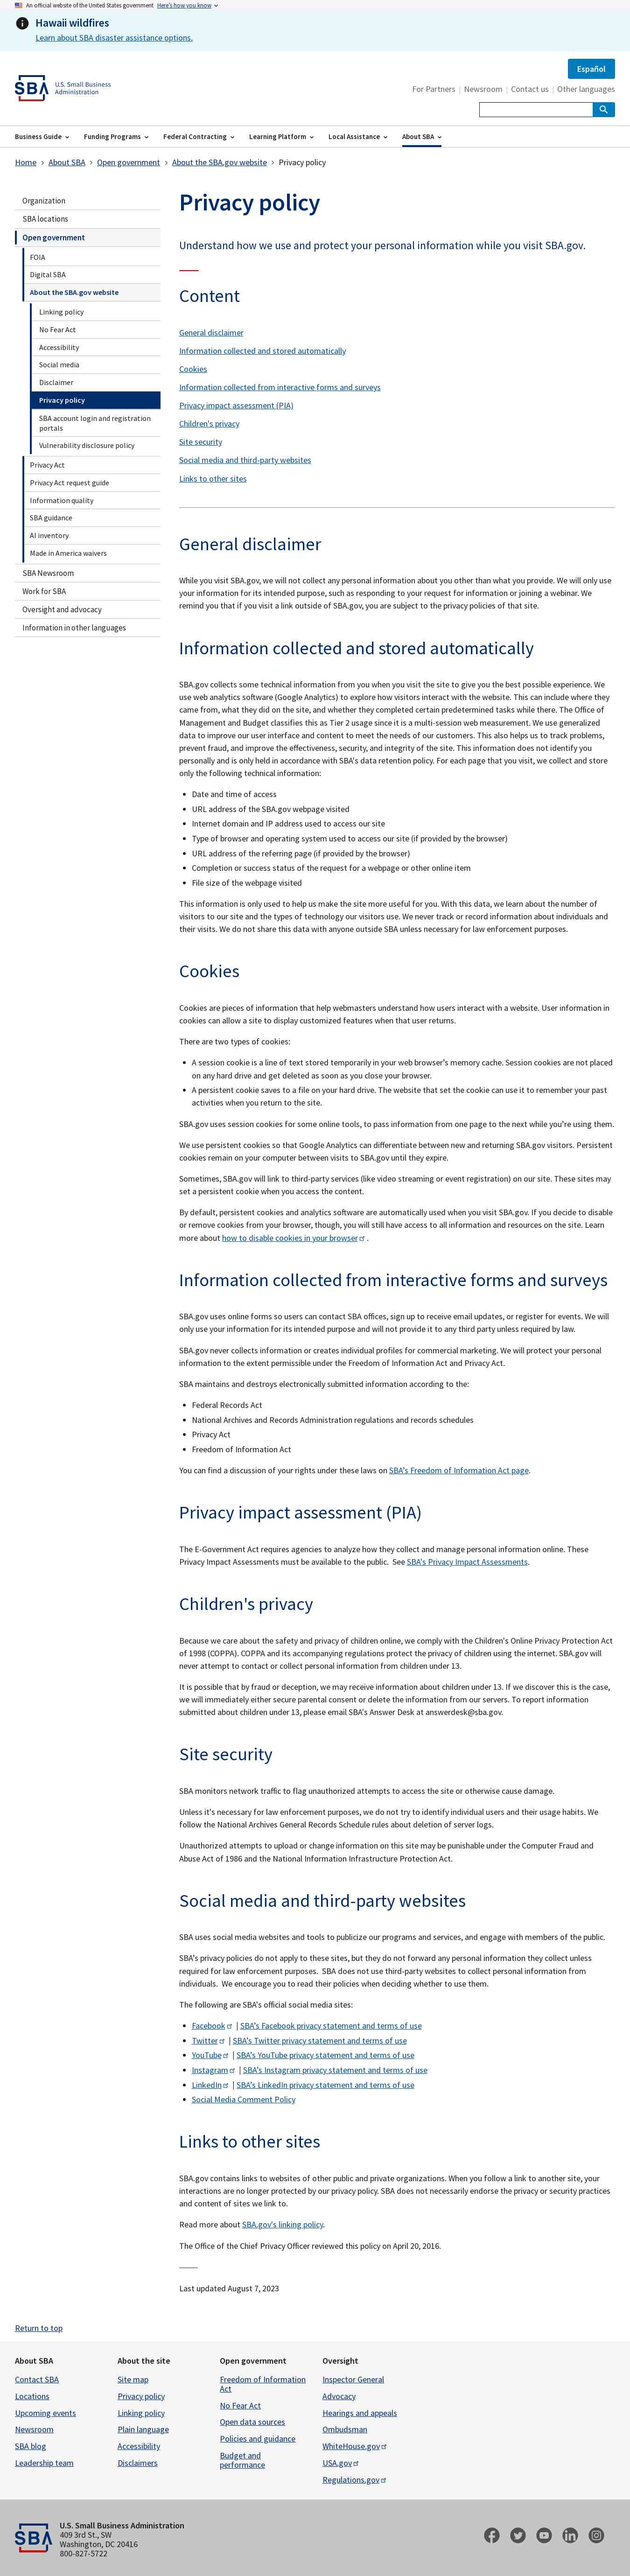 An official website of the United States government Here's how you know
Hawaii wildfires
Learn about SBA disaster assistance options.
Español
For Partners | Newsroom | Contact us | Other languages
SBA
U.S. Small Business
Administration
Business Guide Funding Programs Federal Contracting Learning Platform Local Assistance About SBA
Home > About SBA > Open government > About the SBA.gov website > Privacy policy
Organization
SBA locations
Open government
FOIA
Digital SBA
About the SBA.gov website
Linking policy
No Fear Act
Accessibility
Social media
Disclaimer
Privacy policy
SBA account login and registration
portals
Vulnerability disclosure policy
Privacy Act
Privacy Act request guide
Information quality
SBA guidance
AI inventory
Made in America waivers
SBA Newsroom
Work for SBA
Oversight and advocacy
Information in other languages
Privacy policy
Understand how we use and protect your personal information while you visit SBA.gov.
Content
General disclaimer
Information collected and stored automatically
Cookies
Information collected from interactive forms and surveys
Privacy impact assessment (PIA)
Children's privacy
Site security
Social media and third-party websites
Links to other sites
General disclaimer
While you visit SBA.gov, we will not collect any personal information about you other than what you provide. We will only use
your information for its intended purposes, such as responding to your request for information or joining a webinar. We
remind you that if you visit a link outside of SBA.gov, you are subject to the privacy policies of that site.
Information collected and stored automatically
SBA.gov collects some technical information from you when you visit the site to give you the best possible experience. We
use web analytics software (Google Analytics) to explore how visitors interact with the website. This can include where they
came from, what they did on the site, and whether they completed certain predetermined tasks while there. The Office of
Management and Budget classifies this as Tier 2 usage since it is a multi-session web measurement. We use generalized
data to improve our user interface and content to meet the needs of our customers. This also helps us to track problems,
prevent fraud, and improve the effectiveness, security, and integrity of the site. This information does not identify you
personally and is only held in accordance with SBA's data retention policy. For each page that you visit, we collect and store
only the following technical information:
• Date and time of access
• URL address of the SBA.gov webpage visited
• Internet domain and IP address used to access our site
• Type of browser and operating system used to access our site (if provided by the browser)
• URL address of the referring page (if provided by the browser)
• Completion or success status of the request for a webpage or other online item
• File size of the webpage visited
This information is only used to help us make the site more useful for you. With this data, we learn about the number of
visitors to our site and the types of technology our visitors use. We never track or record information about individuals and
their visits. We do not share this data with anyone outside SBA unless necessary for law enforcement purposes.
Cookies
Cookies are pieces of information that help webmasters understand how users interact with a website. User information in
cookies can allow a site to display customized features when that user returns.
There are two types of cookies:
• A session cookie is a line of text stored temporarily in your web browser's memory cache. Session cookies are not placed
on any hard drive and get deleted as soon as you close your browser.
• A persistent cookie saves to a file on your hard drive. The website that set the cookie can use it to remember your past
activities when you return to the site.
SBA.gov uses session cookies for some online tools, to pass information from one page to the next while you're using them.
We use persistent cookies so that Google Analytics can differentiate between new and returning SBA.gov visitors. Persistent
cookies remain on your computer between visits to SBA.gov until they expire.
Sometimes, SBA.gov will link to third-party services (like video streaming or event registration) on our site. These sites may
set a persistent cookie when you access the content.
By default, persistent cookies and analytics software are automatically used when you visit SBA.gov. If you decide to disable
or remove cookies from your browser, though, you will still have access to all information and resources on the site. Learn
more about how to disable cookies in your browser .
Information collected from interactive forms and surveys
SBA.gov uses online forms so users can contact SBA offices, sign up to receive email updates, or register for events. We will
only use your information for its intended purpose and will not provide it to any third party unless required by law.
SBA.gov never collects information or creates individual profiles for commercial marketing. We will protect your personal
information to the extent permissible under the Freedom of Information Act and Privacy Act.
SBA maintains and destroys electronically submitted information according to the:
• Federal Records Act
• National Archives and Records Administration regulations and records schedules
• Privacy Act
• Freedom of Information Act
You can find a discussion of your rights under these laws on SBA's Freedom of Information Act page.
Privacy impact assessment (PIA)
The E-Government Act requires agencies to analyze how they collect and manage personal information online. These
Privacy Impact Assessments must be available to the public. See SBA's Privacy Impact Assessments.
Children's privacy
Because we care about the safety and privacy of children online, we comply with the Children's Online Privacy Protection Act
of 1998 (COPPA). COPPA and its accompanying regulations protect the privacy of children using the internet. SBA.gov will
never attempt to contact or collect personal information from children under 13.
It is possible that by fraud or deception, we may receive information about children under 13. If we discover this is the case,
we will immediately either secure parental consent or delete the information from our servers. To report information
submitted about children under 13, please email SBA's Answer Desk at answerdesk@sba.gov.
Site security
SBA monitors network traffic to flag unauthorized attempts to access the site or otherwise cause damage.
Unless it's necessary for law enforcement purposes, we do not try to identify individual users and their usage habits. We
follow the National Archives General Records Schedule rules about deletion of server logs.
Unauthorized attempts to upload or change information on this site may be punishable under the Computer Fraud and
Abuse Act of 1986 and the National Information Infrastructure Protection Act.
Social media and third-party websites
SBA uses social media websites and tools to publicize our programs and services, and engage with members of the public.
SBA's privacy policies do not apply to these sites, but they do not forward any personal information they collect unless
required for law enforcement purposes. SBA does not use third-party websites to collect personal information from
individuals. We encourage you to read their policies when deciding whether to use them.
The following are SBA's official social media sites:
• Facebook | SBA's Facebook privacy statement and terms of use
• Twitter | SBA's Twitter privacy statement and terms of use
• YouTube | SBA's YouTube privacy statement and terms of use
• Instagram | SBA's Instagram privacy statement and terms of use
• LinkedIn | SBA's LinkedIn privacy statement and terms of use
• Social Media Comment Policy
Links to other sites
SBA.gov contains links to websites of other public and private organizations. When you follow a link to another site, your
interactions are no longer protected by our privacy policy. SBA does not necessarily endorse the privacy or security practices
and content of sites we link to.
Read more about SBA.gov's linking policy.
The Office of the Chief Privacy Officer reviewed this policy on April 20, 2016.
Last updated August 7, 2023
Return to top
About SBA
Contact SBA
Locations
Upcoming events
Newsroom
SBA blog
Leadership team
About the site
Site map
Privacy policy
Linking policy
Plain language
Accessibility
Disclaimers
Open government
Freedom of Information
Act
No Fear Act
Open data sources
Policies and guidance
Budget and
performance
Oversight
Inspector General
Advocacy
Hearings and appeals
Ombudsman
WhiteHouse.gov
USA.gov
Regulations.gov
SBA
U.S. Small Business Administration
409 3rd St., SW
Washington, DC 20416
800-827-5722